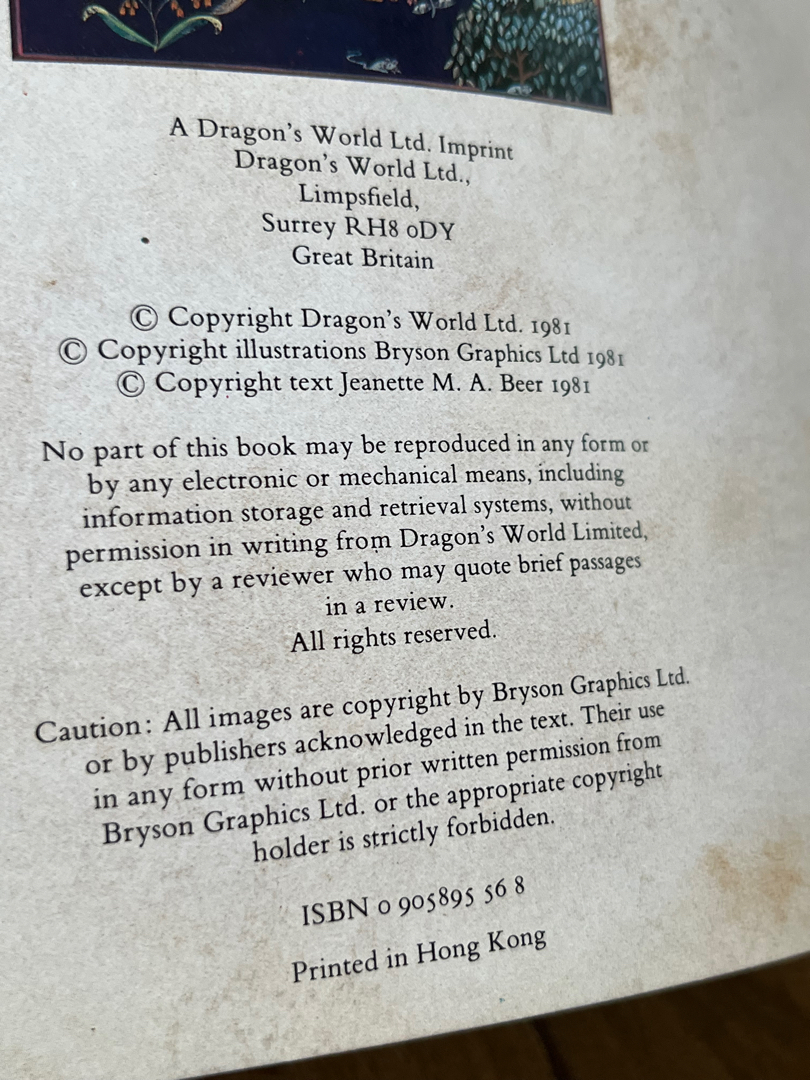 A Dragon's World Ltd. Imprint
Dragon's World Ltd.,
Limpsfield,
Surrey RH8 0DY
Great Britain
© Copyright Dragon's World Ltd. 1981
© Copyright illustrations Bryson Graphics Ltd 1981
© Copyright text Jeanette M. A. Beer 1981
No part of this book may be reproduced in any form or
by any electronic or mechanical means, including
information storage and retrieval systems, without
permission in writing from Dragon's World Limited,
except by a reviewer who may quote brief passages
in a review.
All rights reserved.
Caution: All images are copyright by Bryson Graphics Ltd.
or by publishers acknowledged in the text. Their use
in any form without prior written permission from
Bryson Graphics Ltd. or the appropriate copyright
holder is strictly forbidden.
ISBN 0 905895 56 8
Printed in Hong Kong